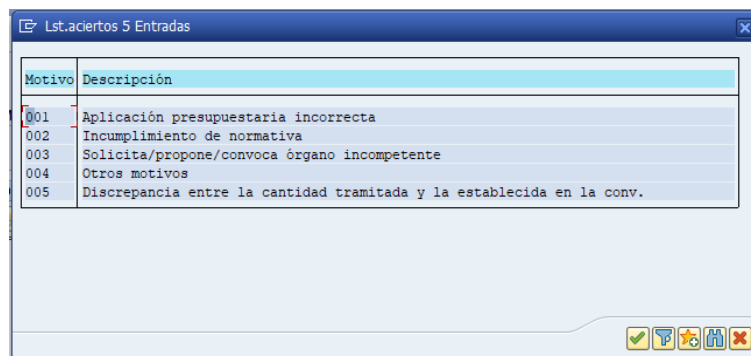 Lst.aciertos 5 Entradas
Motivo Descripción
001 Aplicación presupuestaria incorrecta
002 Incumplimiento de normativa
003 Solicita/propone/convoca órgano incompetente
004 Otros motivos
005 Discrepancia entre la cantidad tramitada y la establecida en la conv.